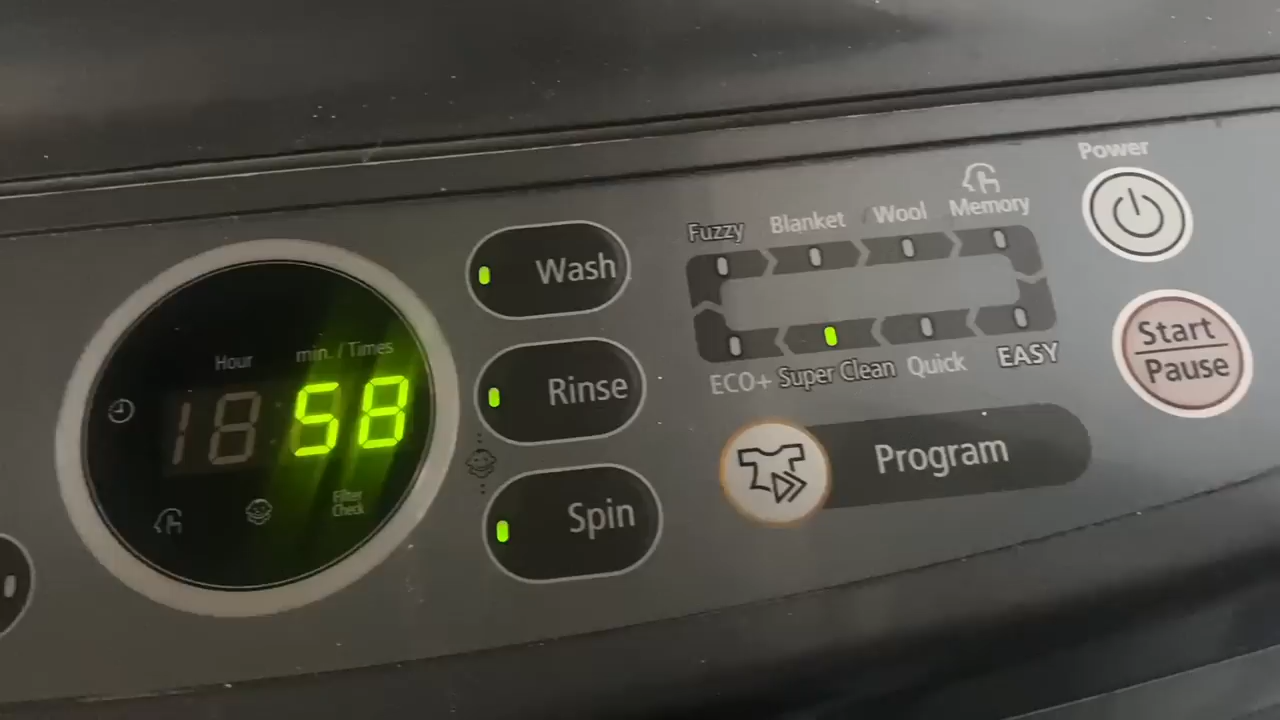 Power
Fuzzy Blanket Wool Memory
Wash
Hour min. / Times
18 58
Rinse
ECO+ Super Clean Quick EASY
Start
Pause
Program
Filter
Check
Spin